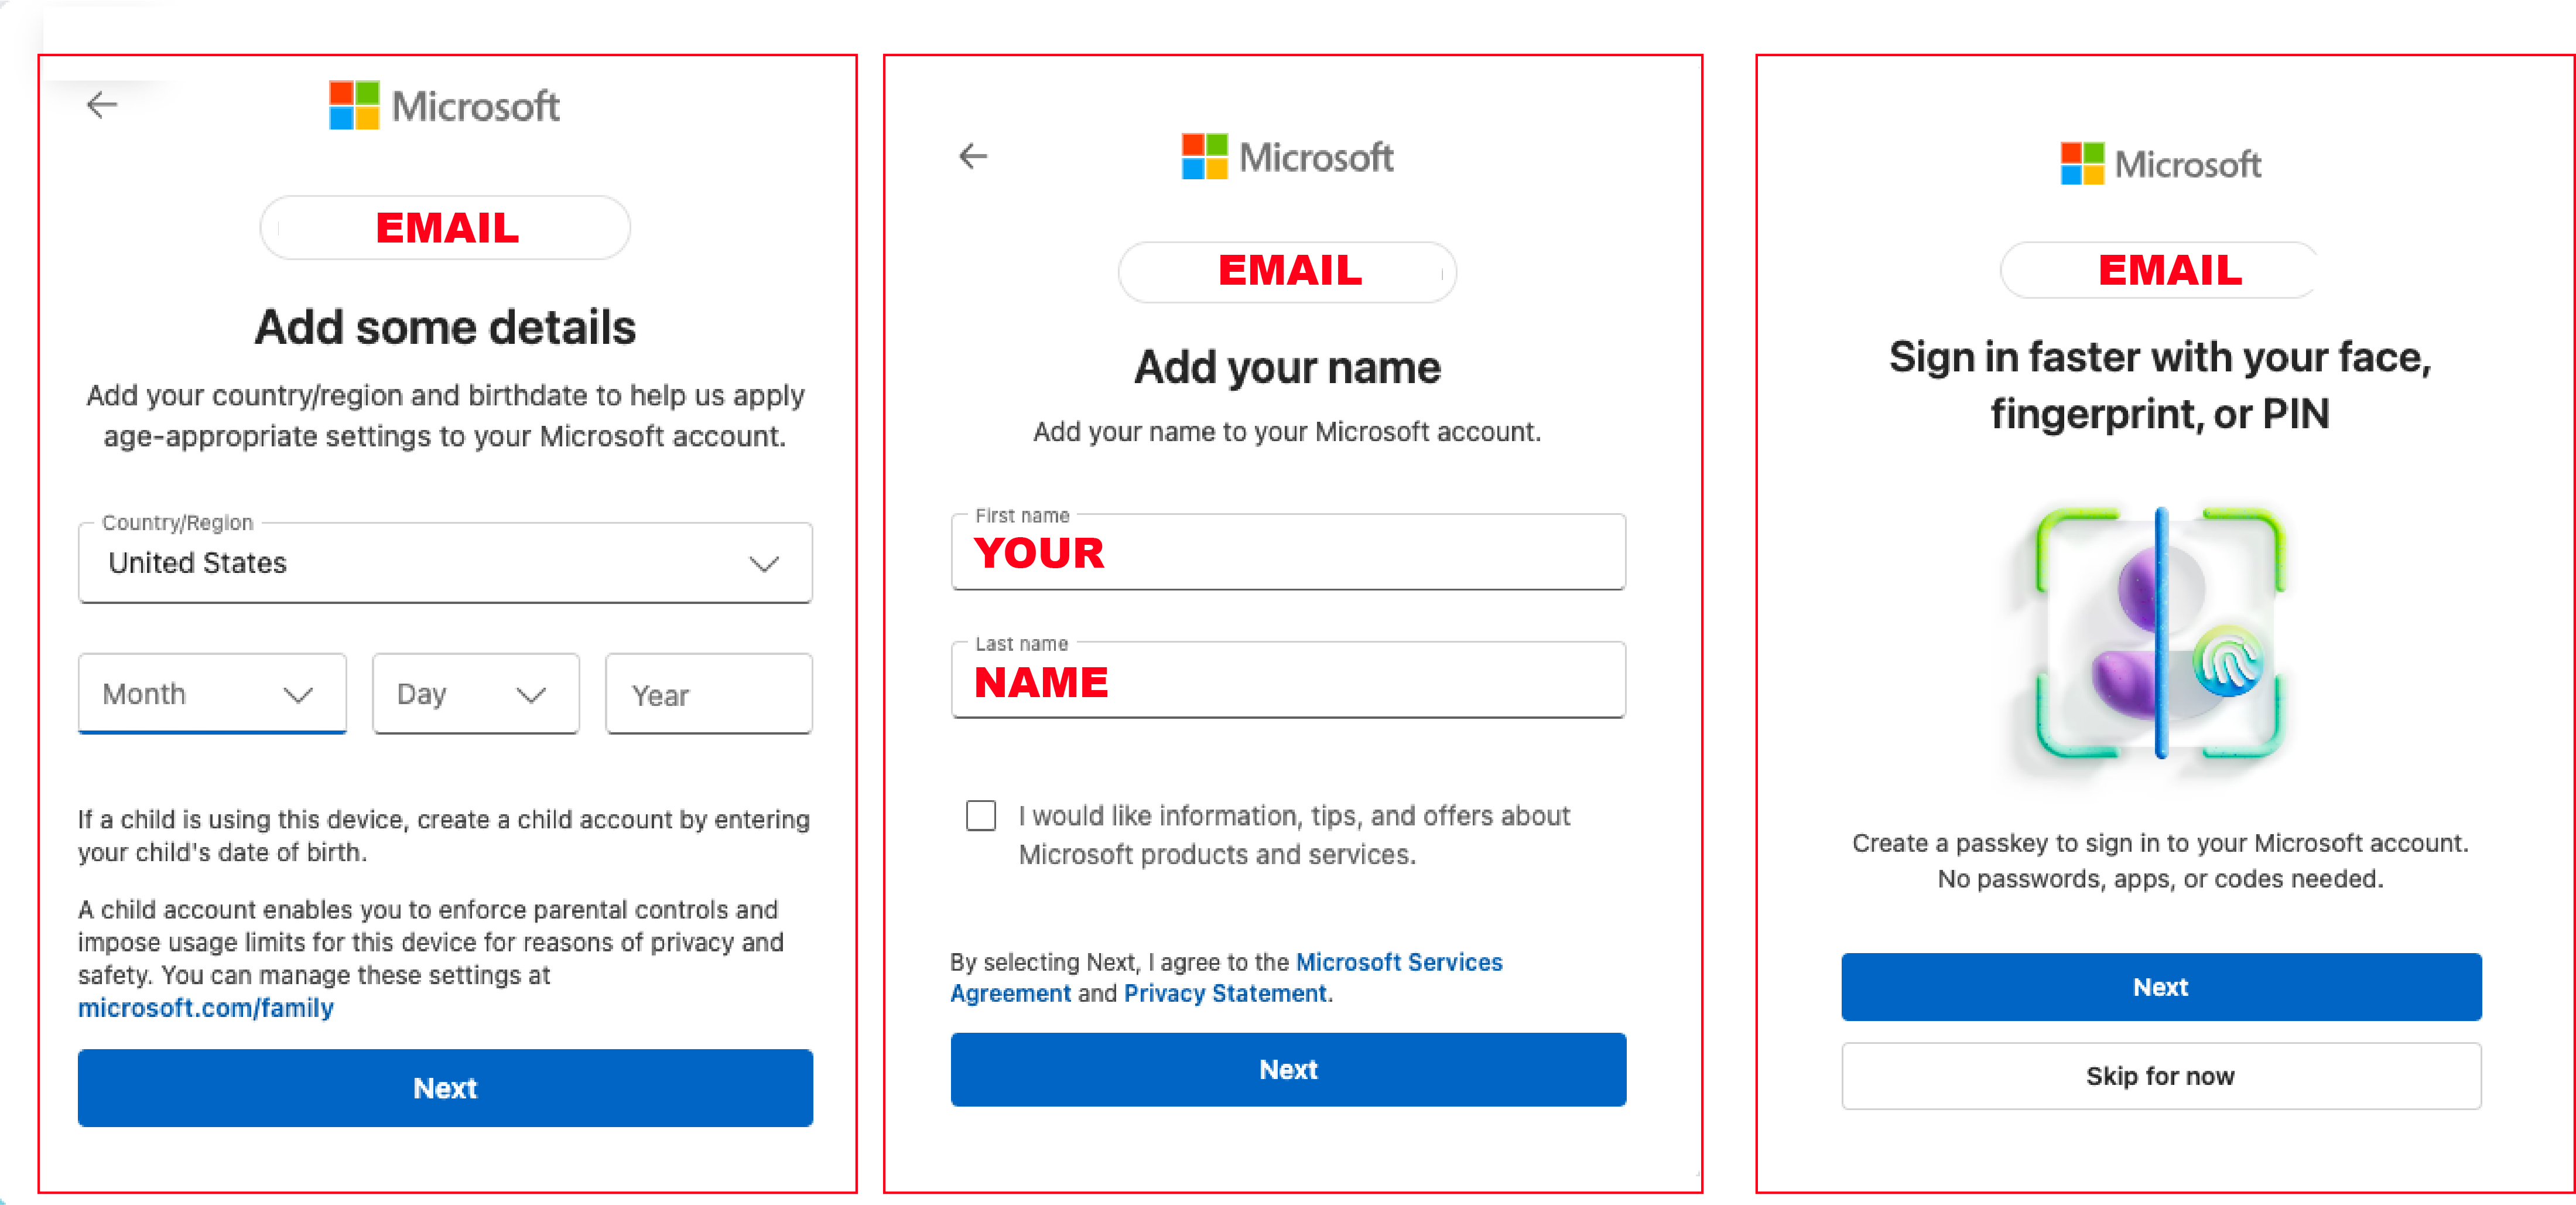 Microsoft
EMAIL
Add some details
Add your country/region and birthdate to help us apply
age-appropriate settings to your Microsoft account.
Country/Region
United States
Month
Day
Year
If a child is using this device, create a child account by entering
your child's date of birth.
A child account enables you to enforce parental controls and
impose usage limits for this device for reasons of privacy and
safety. You can manage these settings at
microsoft.com/family
Next
Microsoft
EMAIL
Add your name
Add your name to your Microsoft account.
First name
YOUR
Last name
NAME
I would like information, tips, and offers about
Microsoft products and services.
By selecting Next, I agree to the Microsoft Services
Agreement and Privacy Statement.
Next
Microsoft
EMAIL
Sign in faster with your face,
fingerprint, or PIN
Create a passkey to sign in to your Microsoft account.
No passwords, apps, or codes needed.
Next
Skip for now